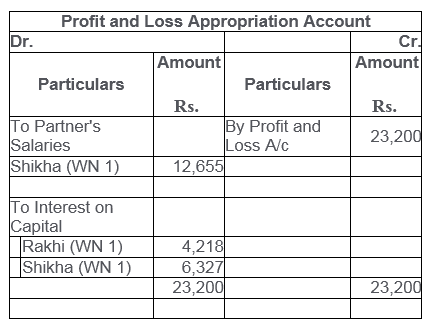 Profit and Loss Appropriation Account
Dr. Cr.
Particulars Amount Rs. Particulars Amount Rs.
To Partner's Salaries By Profit and Loss A/c 23,200
Shikha (WN 1) 12,655
To Interest on Capital
Rakhi (WN 1) 4,218
Shikha (WN 1) 6,327
23,200 23,200